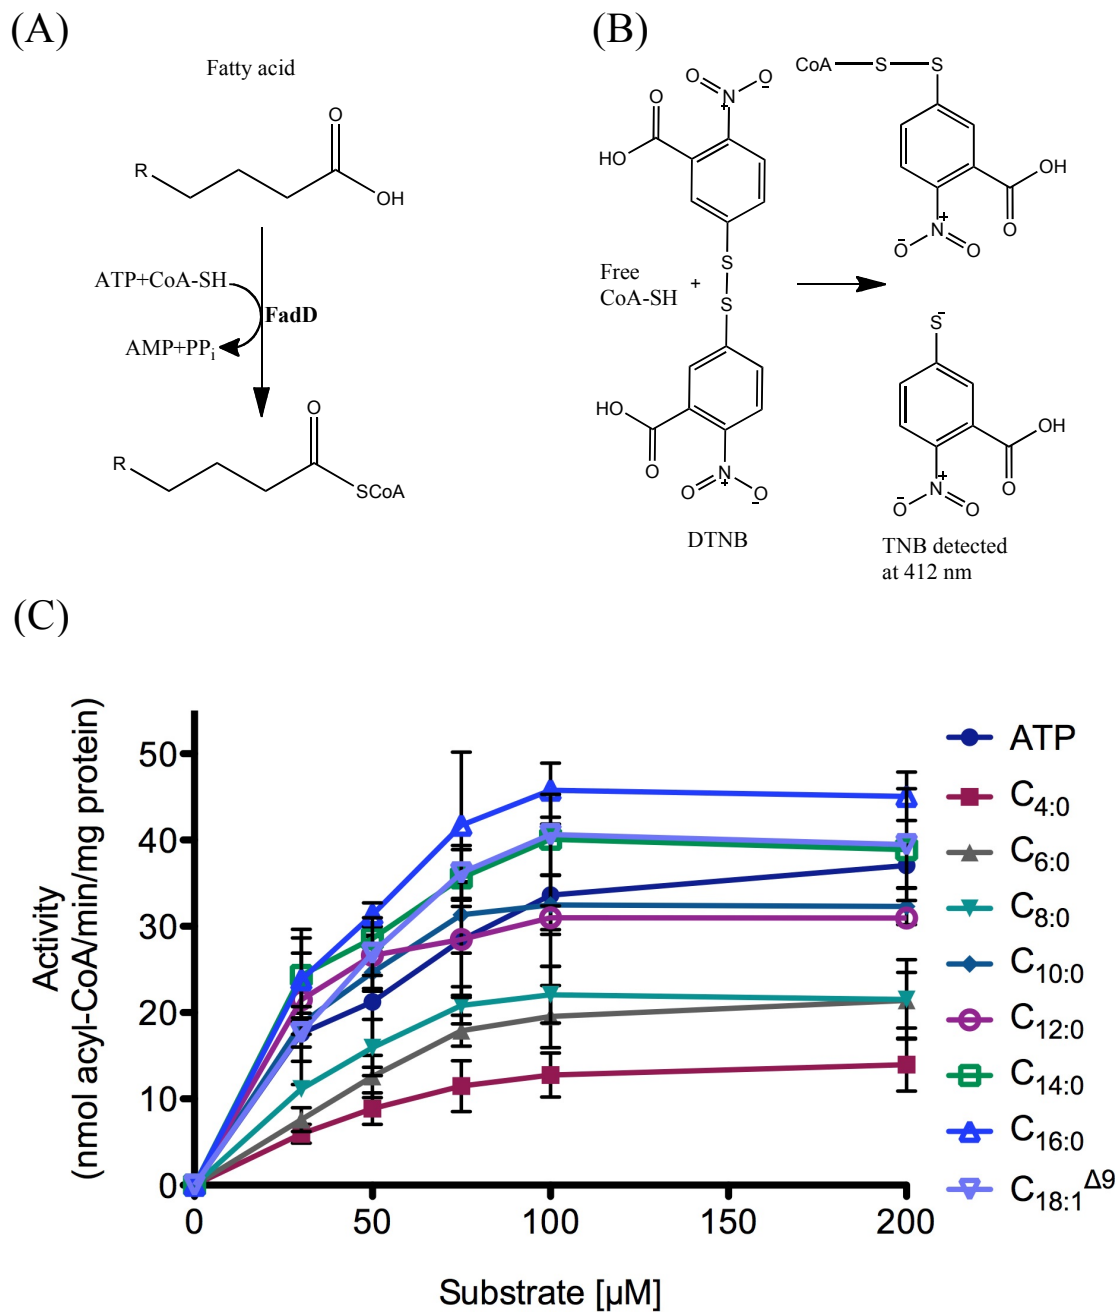 (A)
Fatty acid
O
R
OH
ATP+CoA-SH
FadD
AMP+PPi
O
R
SCoA
(B)
O
N
+
O
-
O
HO
S
Free
CoA-SH
+
S
HO
O
O
N
+
O
-
DTNB
CoA
S
S
OH
O
N
+
O
-
O
S
-
OH
O
N
+
O
-
O
TNB detected
at 412 nm
(C)
Activity
(nmol acyl-CoA/min/mg protein)
50
40
30
20
10
0
0
50
100
150
200
Substrate [µM]
ATP
C4:0
C6:0
C8:0
C10:0
C12:0
C14:0
C16:0
C18:1Δ9